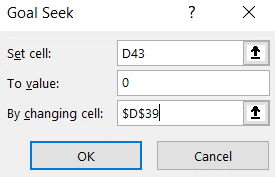 Goal Seek ? ×
Set cell: D43
To value: 0
By changing cell: $D$39
OK Cancel